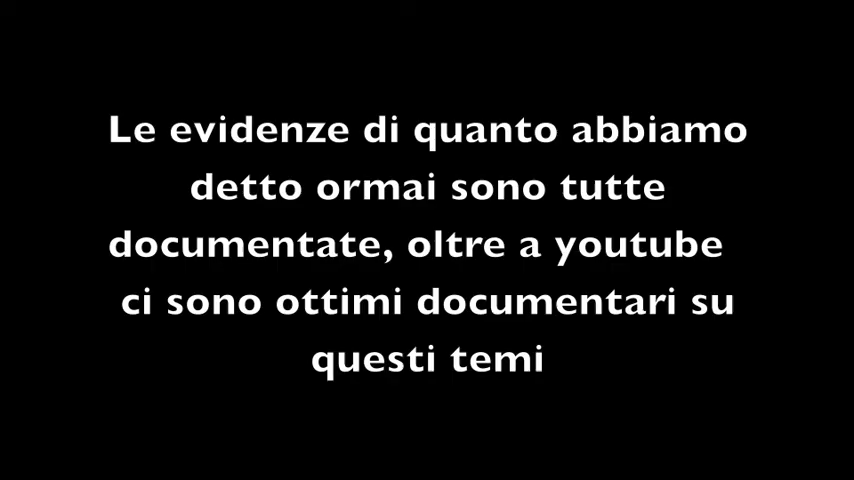 Le evidenze di quanto abbiamo
detto ormai sono tutte
documentate, oltre a youtube
ci sono ottimi documentari su
questi temi